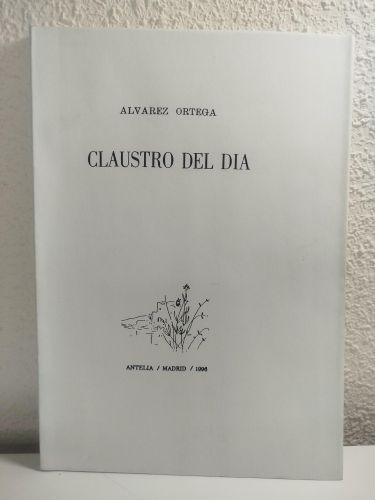 ALVAREZ ORTEGA
CLAUSTRO DEL DIA
ANTELIA / MADRID / 1996